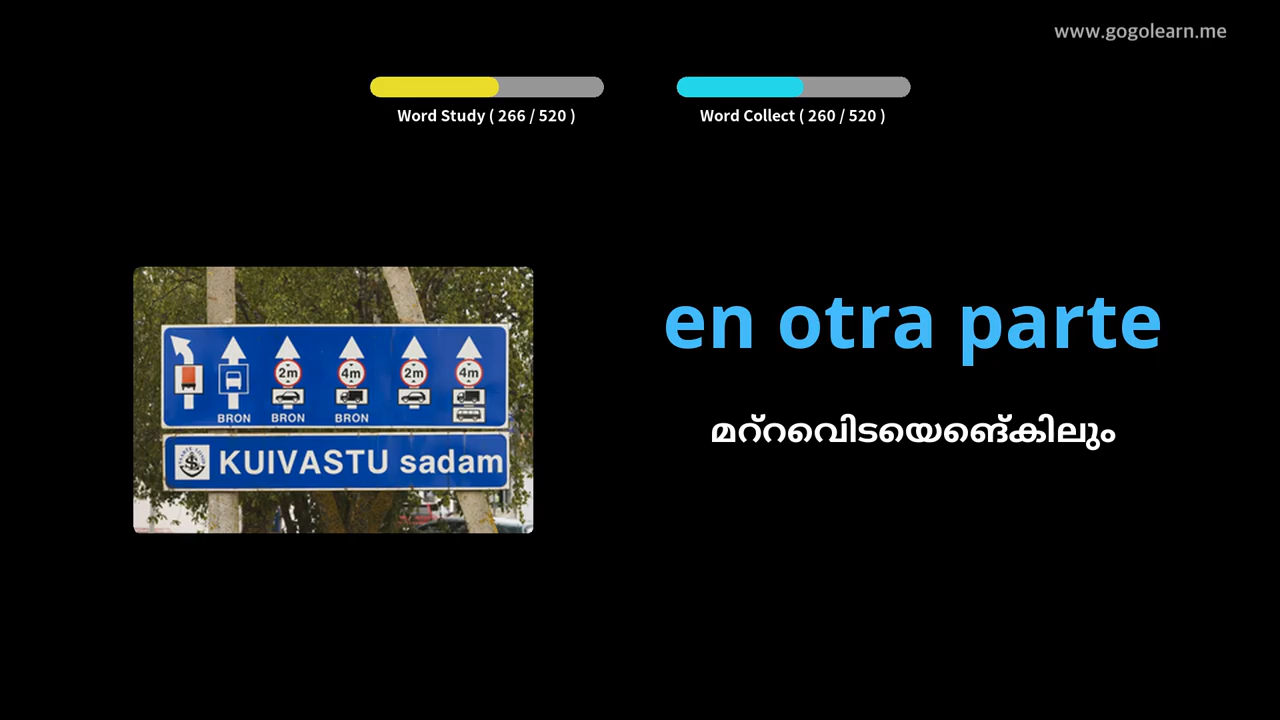 www.gogolearn.me
Word Study ( 266 / 520 )
Word Collect ( 260 / 520 )
2m 4m 2m 4m
BRON BRON BRON
KUIVASTU sadam
en otra parte
മറ്റെവിടെയെങ്കിലും